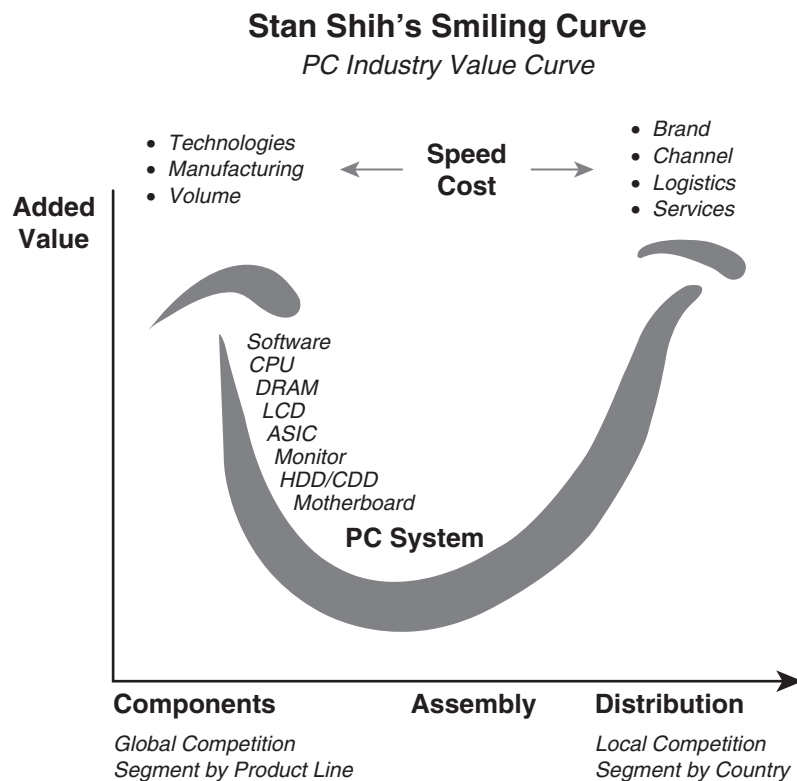 Stan Shih's Smiling Curve
PC Industry Value Curve
• Technologies
• Manufacturing
• Volume
Speed
Cost
• Brand
• Channel
• Logistics
• Services
Added
Value
Software
CPU
DRAM
LCD
ASIC
Monitor
HDD/CDD
Motherboard
PC System
Components
Global Competition
Segment by Product Line
Assembly
Distribution
Local Competition
Segment by Country